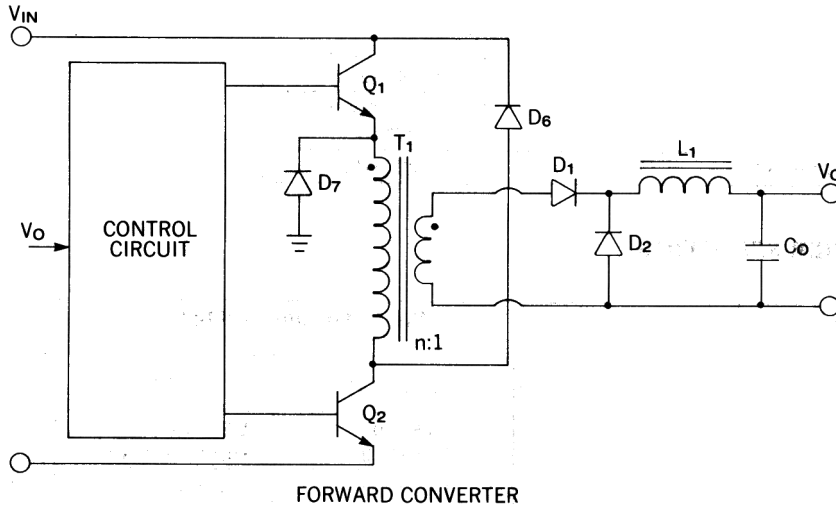 VIN
Q1
D6
T1
D1
L1
VO
D7
VO
CONTROL
CIRCUIT
D2
CO
n:1
Q2
FORWARD CONVERTER